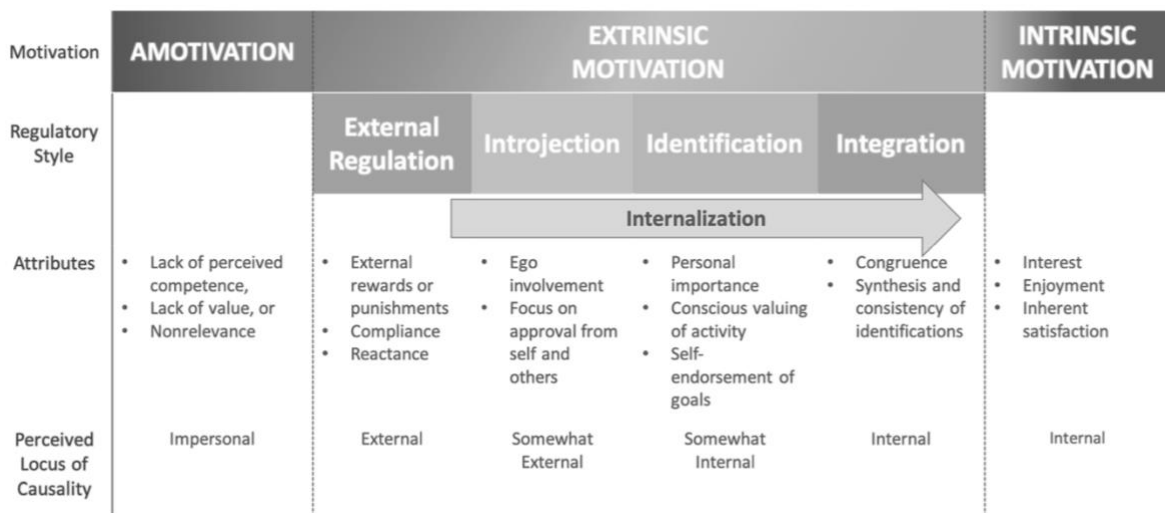 Motivation
AMOTIVATION
EXTRINSIC
MOTIVATION
INTRINSIC
MOTIVATION
Regulatory
Style
External
Regulation
Introjection
Identification
Integration
Internalization
Attributes
• Lack of perceived
competence,
• Lack of value, or
• Nonrelevance
• External
rewards or
punishments
• Compliance
• Reactance
• Ego
involvement
• Focus on
approval from
self and
others
• Personal
importance
• Conscious valuing
of activity
• Self-
endorsement of
goals
• Congruence
• Synthesis and
consistency of
identifications
• Interest
• Enjoyment
• Inherent
satisfaction
Perceived
Locus of
Causality
Impersonal
External
Somewhat
External
Somewhat
Internal
Internal
Internal